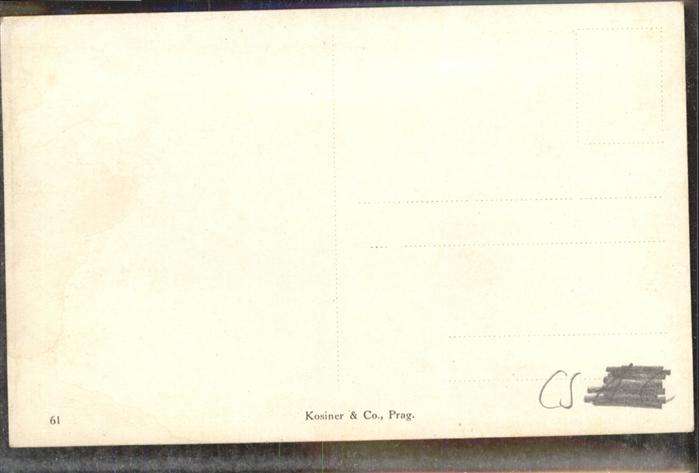 61
Kosiner & Co., Prag.
CS